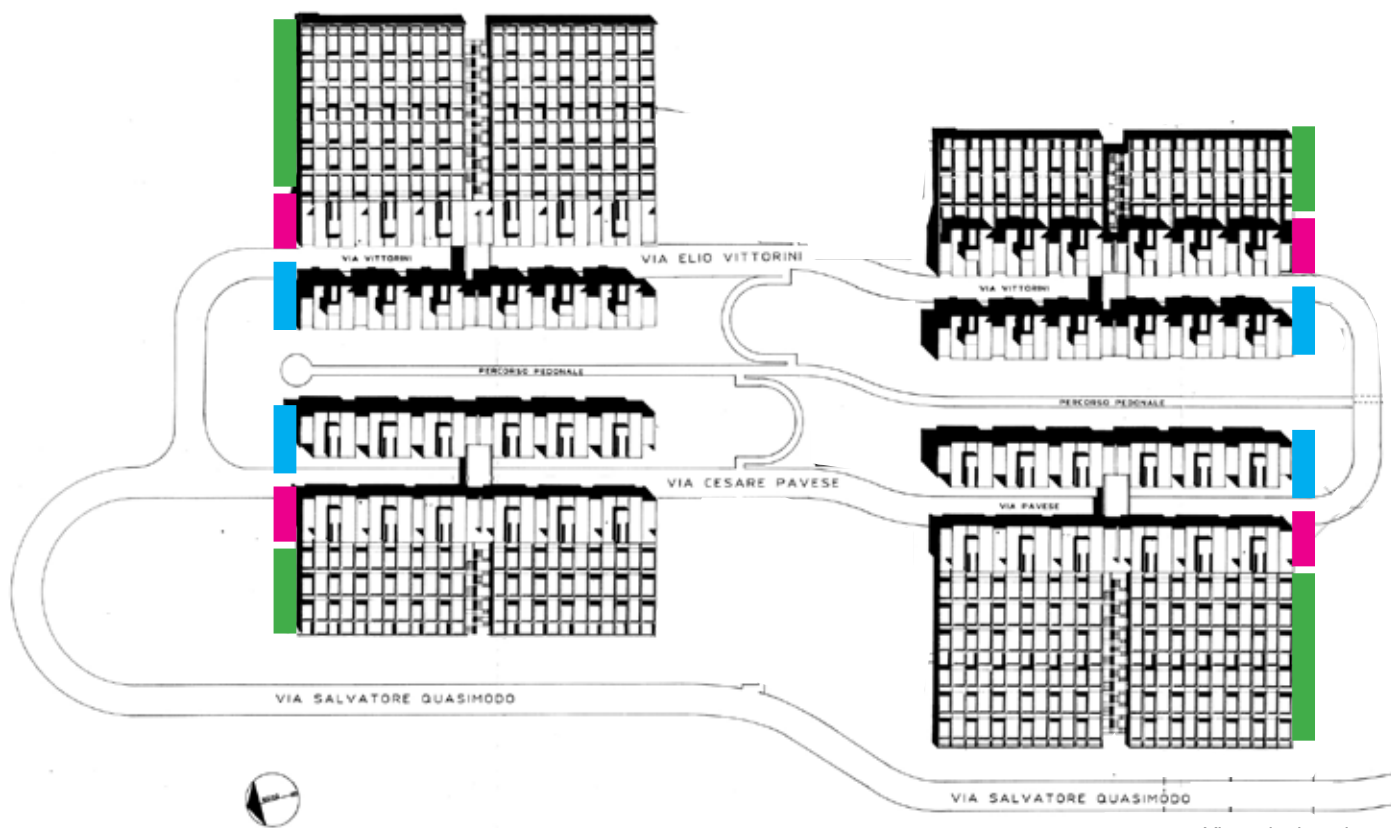 VIA VITTORINI
VIA ELIO VITTORINI
VIA VITTORINI
PERCORSO PEDONALE
PERCORSO PEDONALE
VIA CESARE PAVESE
VIA PAVESE
VIA SALVATORE QUASIMODO
VIA SALVATORE QUASIMODO